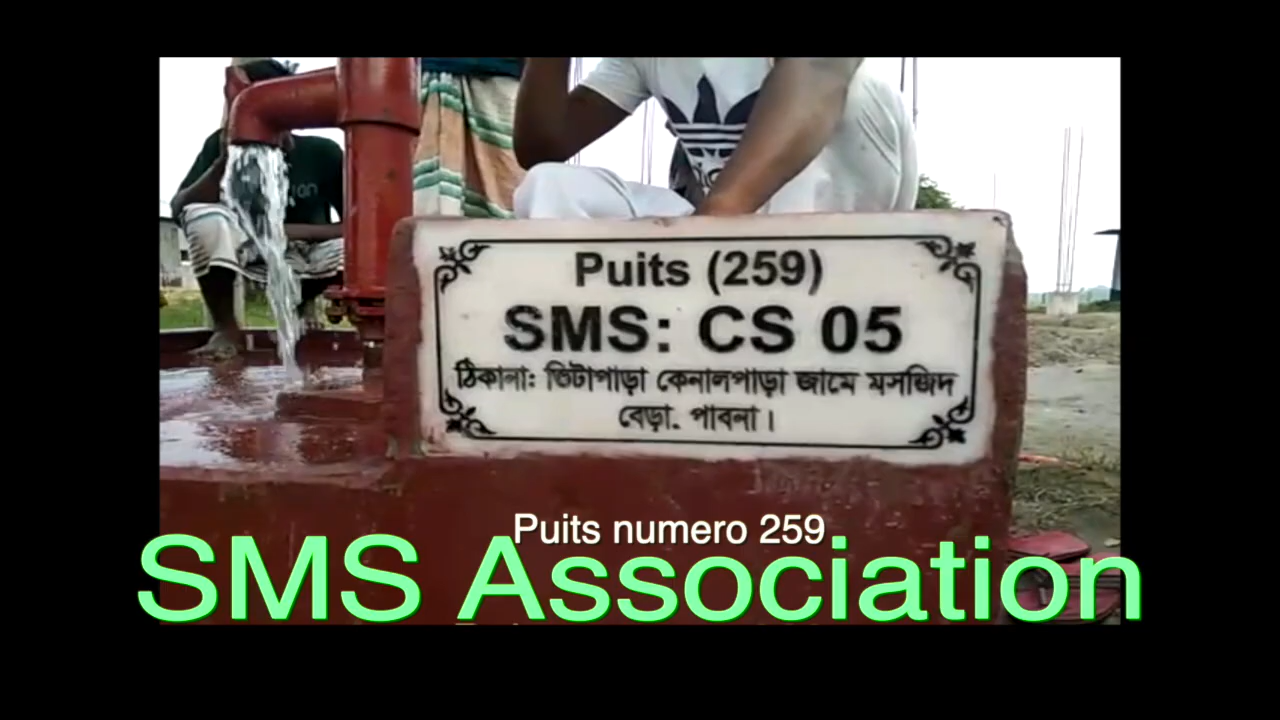 Puits (259)
SMS: CS 05
ঠিকানা: ভিটাপাড়া কেনালপাড়া জামে মসজিদ
বেড়া. পাবনা।
Puits numero 259
SMS Association